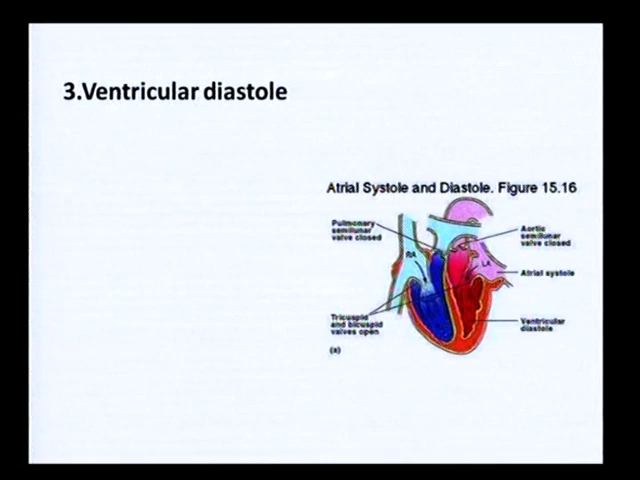 3.Ventricular diastole
Atrial Systole and Diastole. Figure 15.16
Pulmonary
semilunar
valve closed
Aortic
semilunar
valve closed
RA
LA
Atrial systole
Tricuspid
and bicuspid
valves open
Ventricular
diastole
(a)